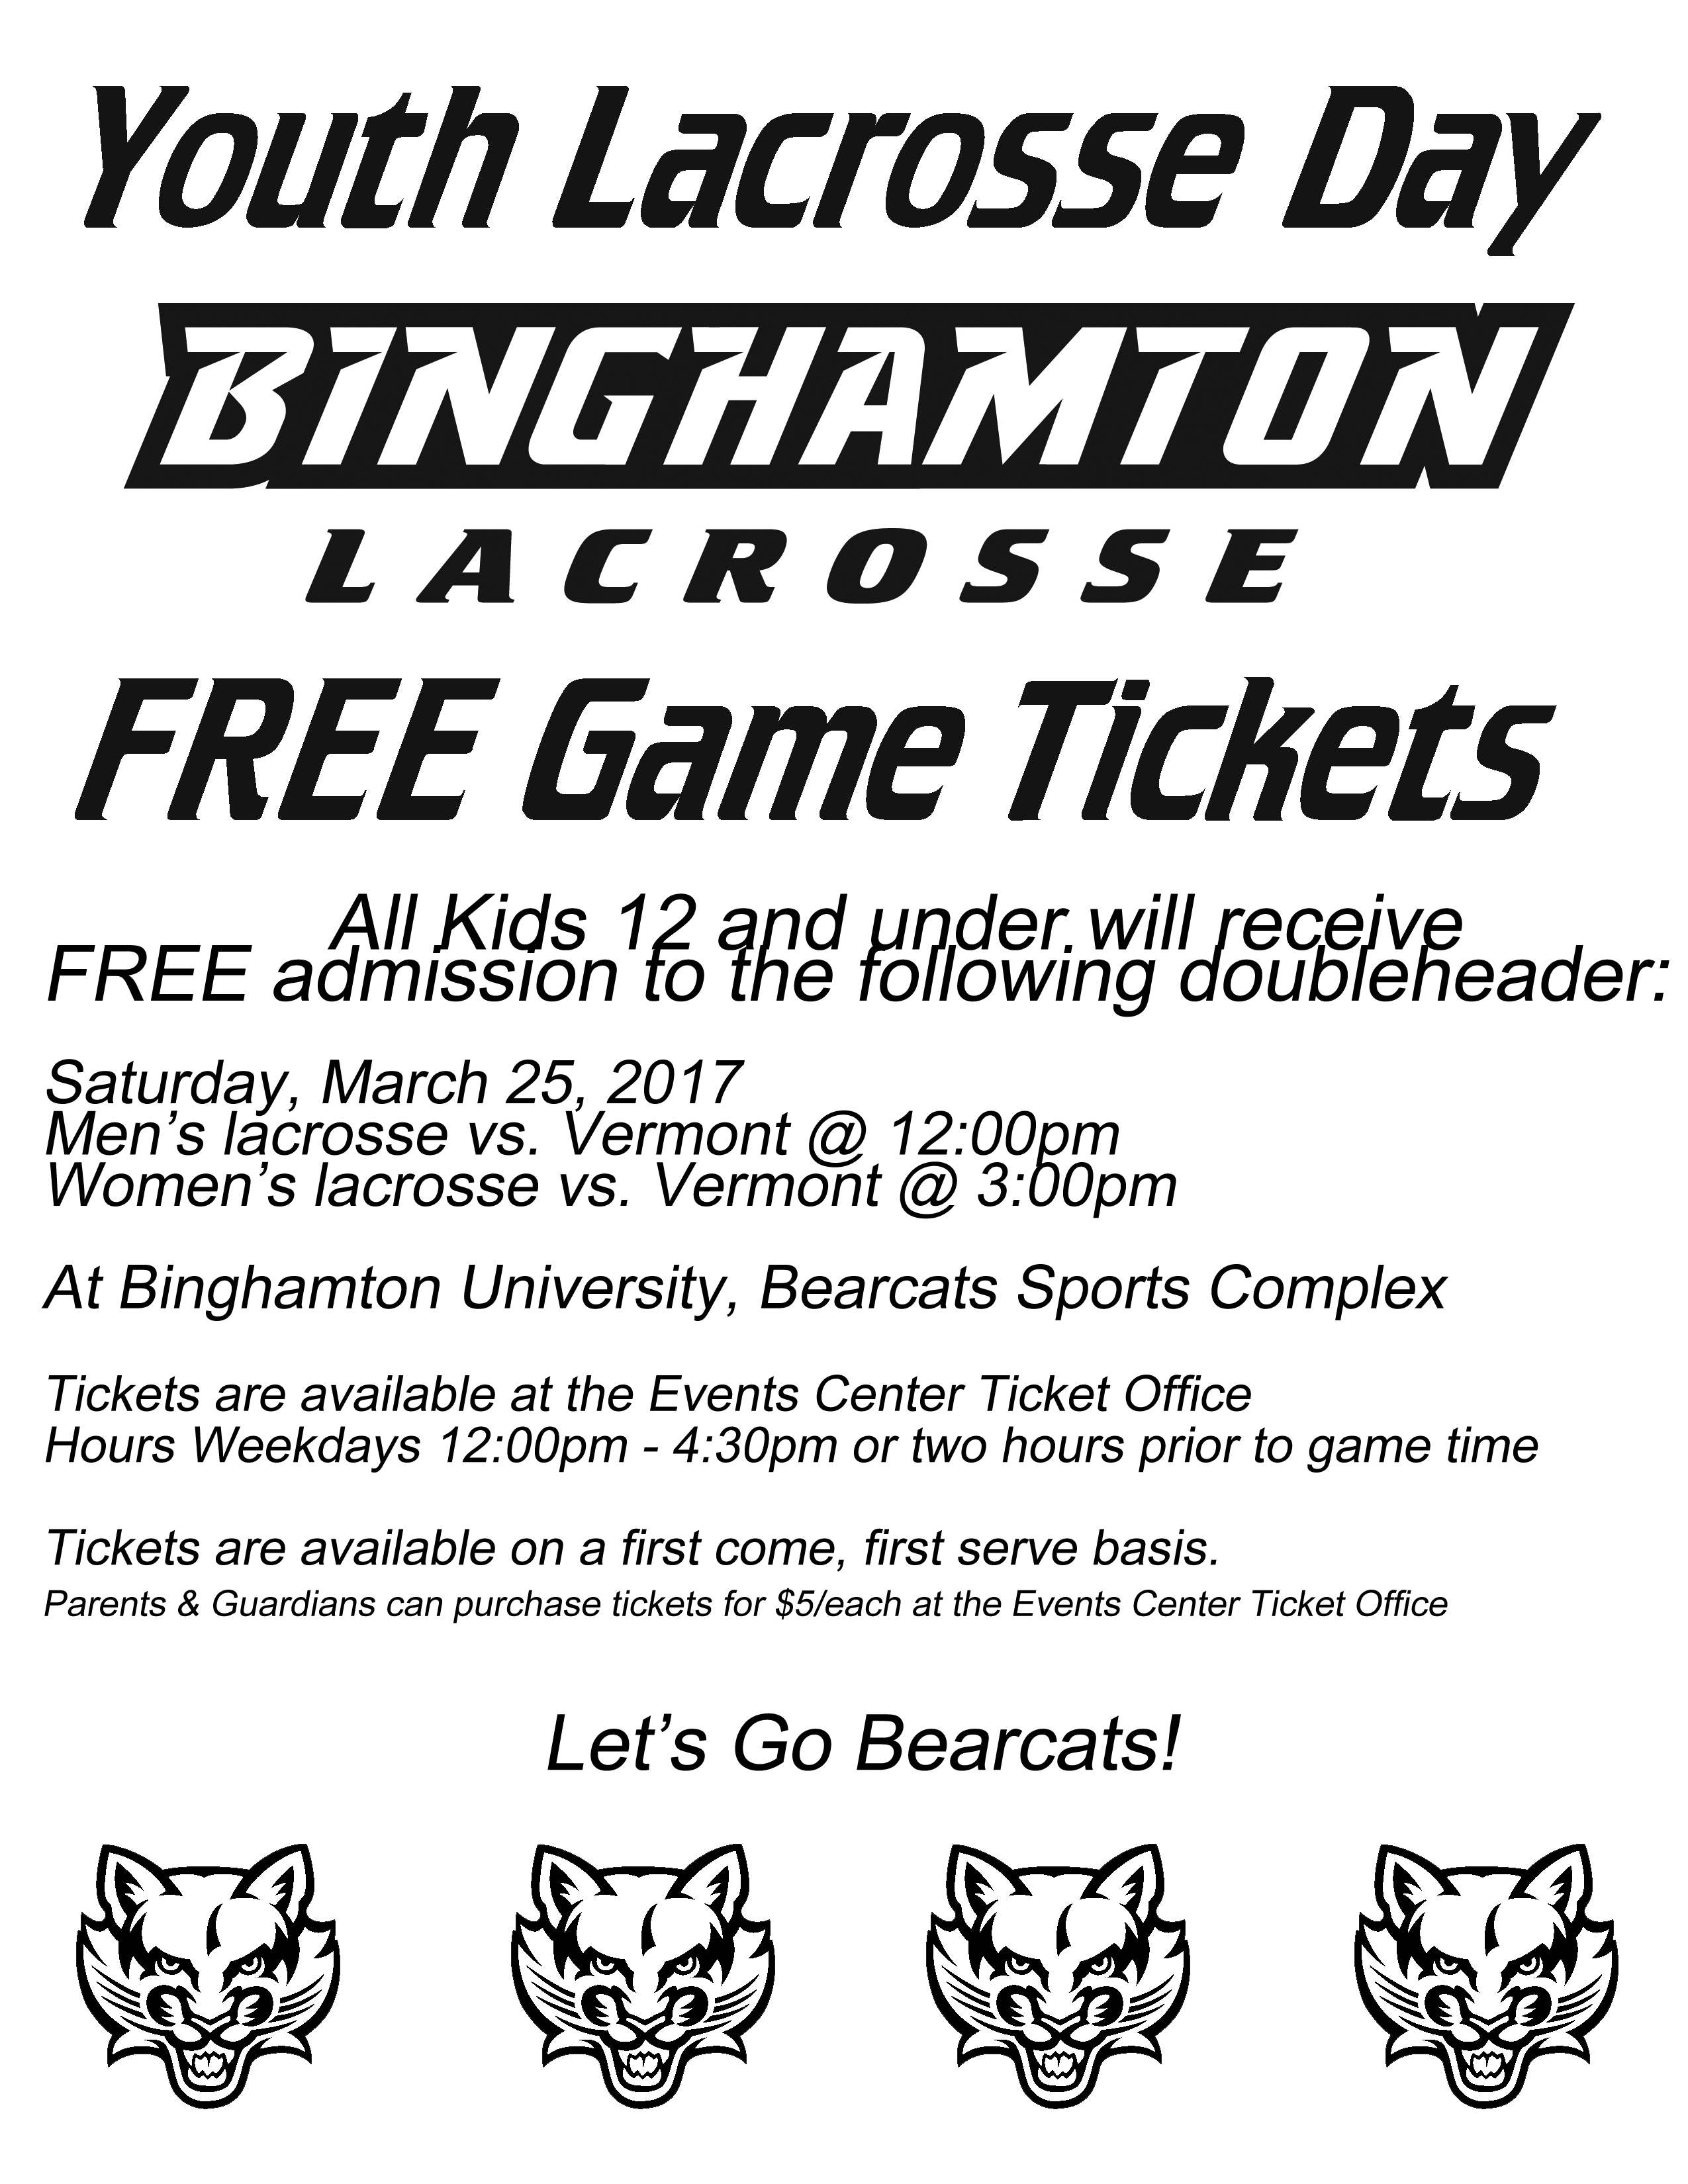 Youth Lacrosse Day
BINGHAMTON
LACROSSE
FREE Game Tickets
All Kids 12 and under will receive
FREE admission to the following doubleheader:
Saturday, March 25, 2017
Men’s lacrosse vs. Vermont @ 12:00pm
Women’s lacrosse vs. Vermont @ 3:00pm
At Binghamton University, Bearcats Sports Complex
Tickets are available at the Events Center Ticket Office
Hours Weekdays 12:00pm - 4:30pm or two hours prior to game time
Tickets are available on a first come, first serve basis.
Parents & Guardians can purchase tickets for $5/each at the Events Center Ticket Office
Let’s Go Bearcats!